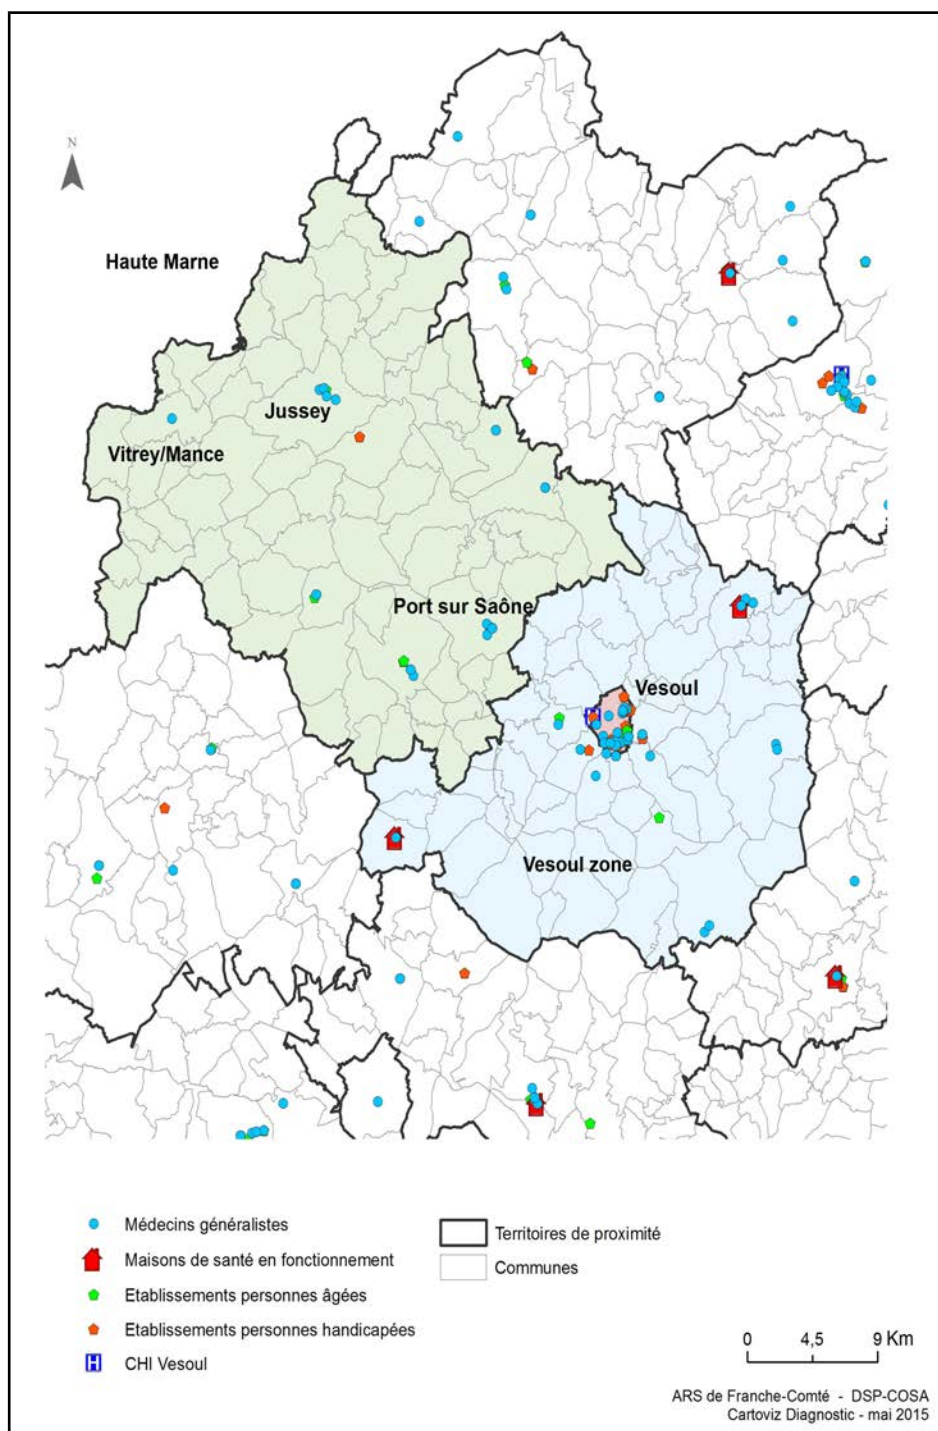 N
Haute Marne
Jussey
Vitrey/Mance
Port sur Saône
Vesoul
Vesoul zone
Médecins généralistes
Maisons de santé en fonctionnement
Etablissements personnes âgées
Etablissements personnes handicapées
H CHI Vesoul
Territoires de proximité
Communes
0 4,5 9 Km
ARS de Franche-Comté - DSP-COSA
Cartoviz Diagnostic - mai 2015